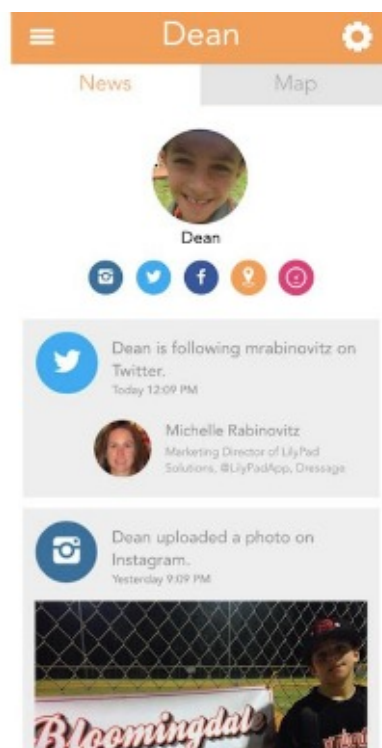 Dean
News
Map
Dean
Dean is following mrabinovitz on
Twitter.
Today 12:09 PM
Michelle Rabinovitz
Marketing Director of LilyPad
Solutions, @LilyPadApp, Dressage
Dean uploaded a photo on
Instagram.
Yesterday 9:09 PM
Bloomingdale